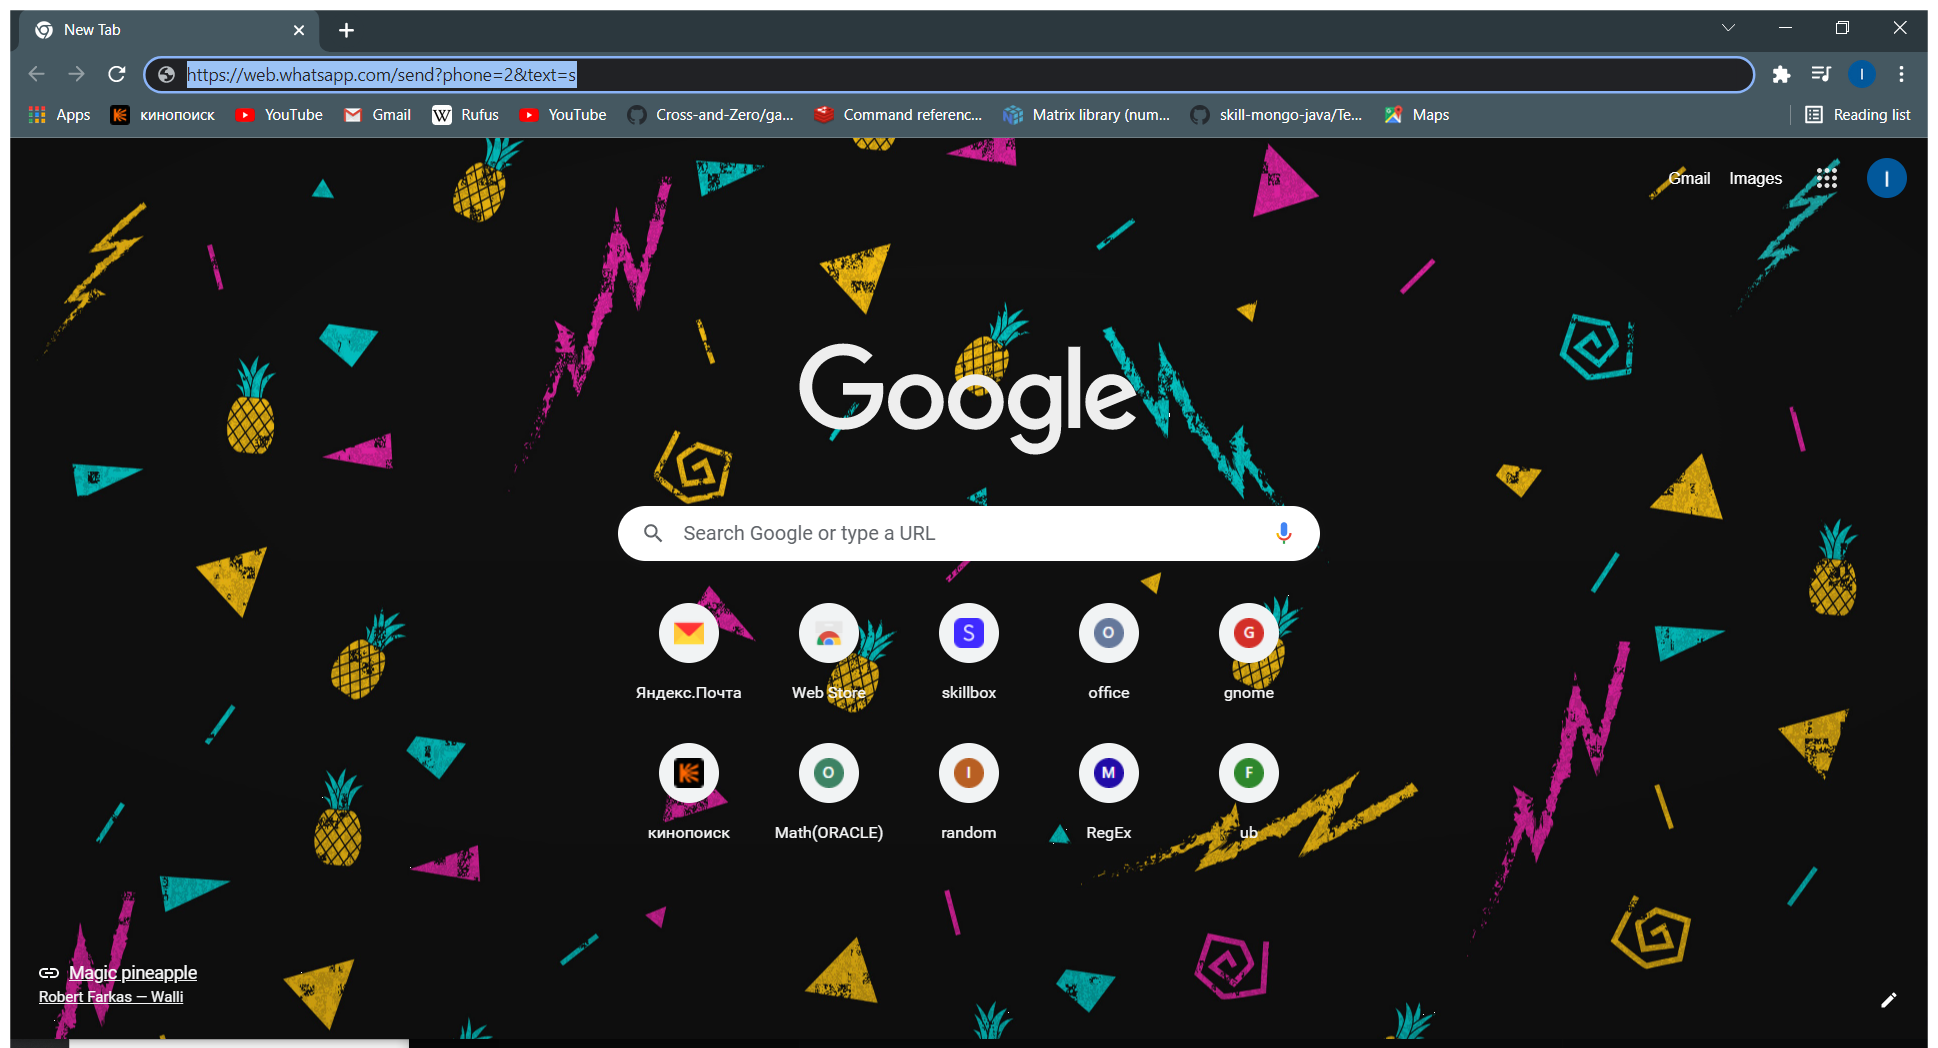 New Tab
https://web.whatsapp.com/send?phone=2&text=s
I
Apps кинопоиск YouTube Gmail W Rufus YouTube Cross-and-Zero/ga... Command referenc... Matrix library (num... skill-mongo-java/Te... Maps Reading list
Gmail Images I
Google
Search Google or type a URL
S O G
Яндекс.Почта Web Store skillbox office gnome
O I M F
кинопоиск Math(ORACLE) random RegEx ub
Magic pineapple
Robert Farkas — Walli